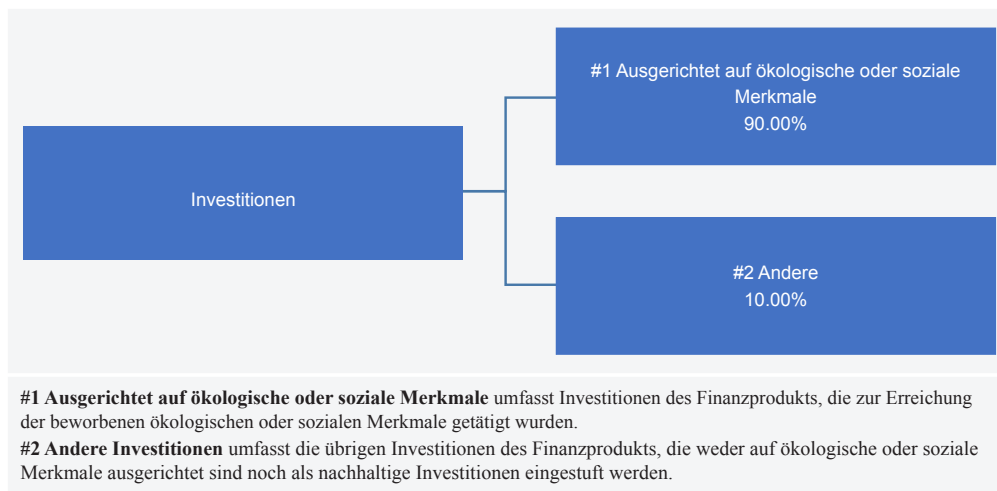 #1 Ausgerichtet auf ökologische oder soziale
Merkmale
90.00%
Investitionen
#2 Andere
10.00%
#1 Ausgerichtet auf ökologische oder soziale Merkmale umfasst Investitionen des Finanzprodukts, die zur Erreichung
der beworbenen ökologischen oder sozialen Merkmale getätigt wurden.
#2 Andere Investitionen umfasst die übrigen Investitionen des Finanzprodukts, die weder auf ökologische oder soziale
Merkmale ausgerichtet sind noch als nachhaltige Investitionen eingestuft werden.